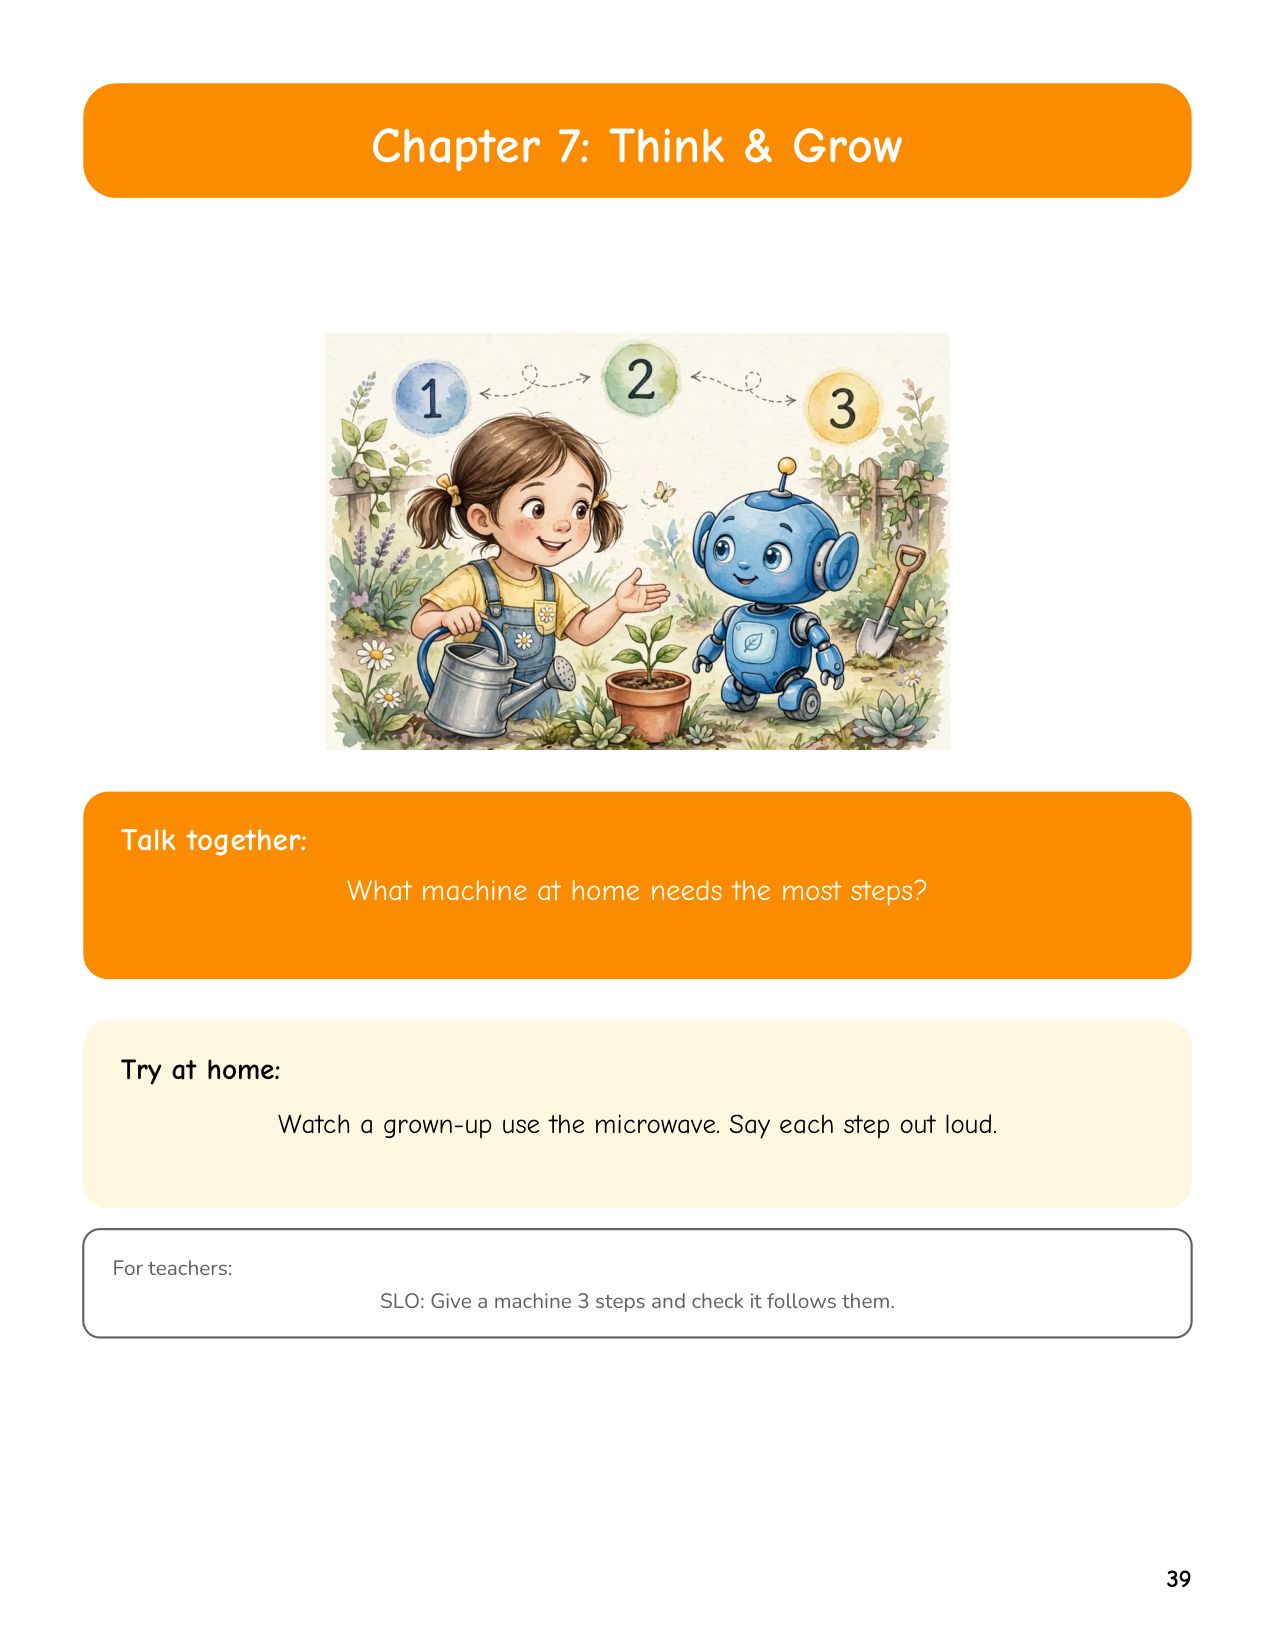 Chapter 7: Think & Grow
1
2
3
Talk together:
What machine at home needs the most steps?
Try at home:
Watch a grown-up use the microwave. Say each step out loud.
For teachers:
SLO: Give a machine 3 steps and check it follows them.
39